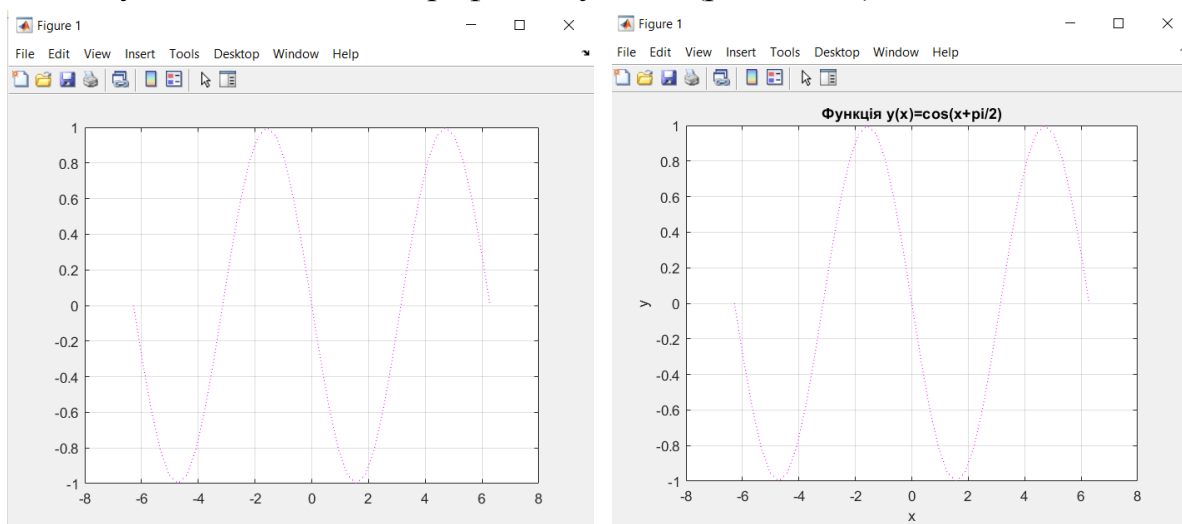 Figure 1
File Edit View Insert Tools Desktop Window Help
1
0.8
0.6
0.4
0.2
0
-0.2
-0.4
-0.6
-0.8
-1
-8 -6 -4 -2 0 2 4 6 8
Figure 1
File Edit View Insert Tools Desktop Window Help
Функція y(x)=cos(x+pi/2)
1
0.8
0.6
0.4
0.2
0
-0.2
-0.4
-0.6
-0.8
-1
y
-8 -6 -4 -2 0 2 4 6 8
x